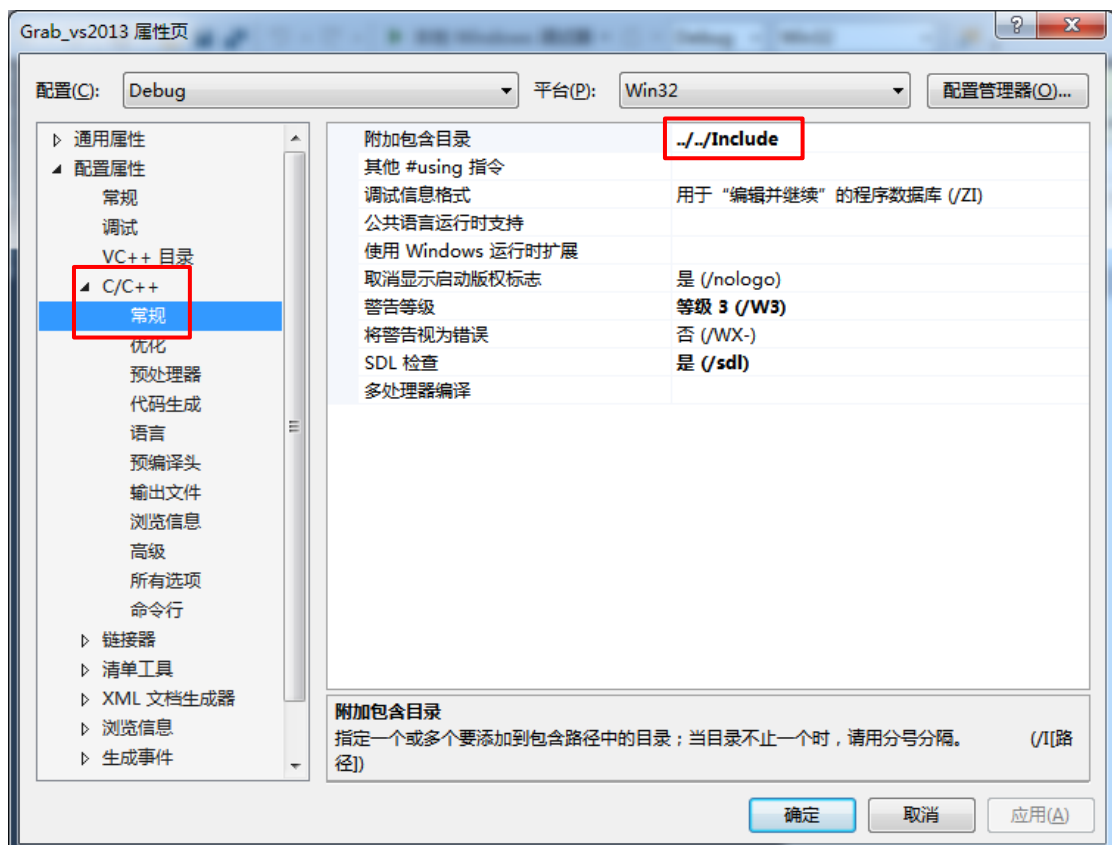 Grab_vs2013 属性页
配置(C): Debug 平台(P): Win32 配置管理器(O)...
通用属性
配置属性
常规
调试
VC++ 目录
C/C++
常规
优化
预处理器
代码生成
语言
预编译头
输出文件
浏览信息
高级
所有选项
命令行
链接器
清单工具
XML 文档生成器
浏览信息
生成事件
附加包含目录 ../../Include
其他 #using 指令
调试信息格式 用于“编辑并继续”的程序数据库 (/ZI)
公共语言运行时支持
使用 Windows 运行时扩展
取消显示启动版权标志 是 (/nologo)
警告等级 等级 3 (/W3)
将警告视为错误 否 (/WX-)
SDL 检查 是 (/sdl)
多处理器编译
附加包含目录
指定一个或多个要添加到包含路径中的目录；当目录不止一个时，请用分号分隔。 (/I[路
径])
确定 取消 应用(A)